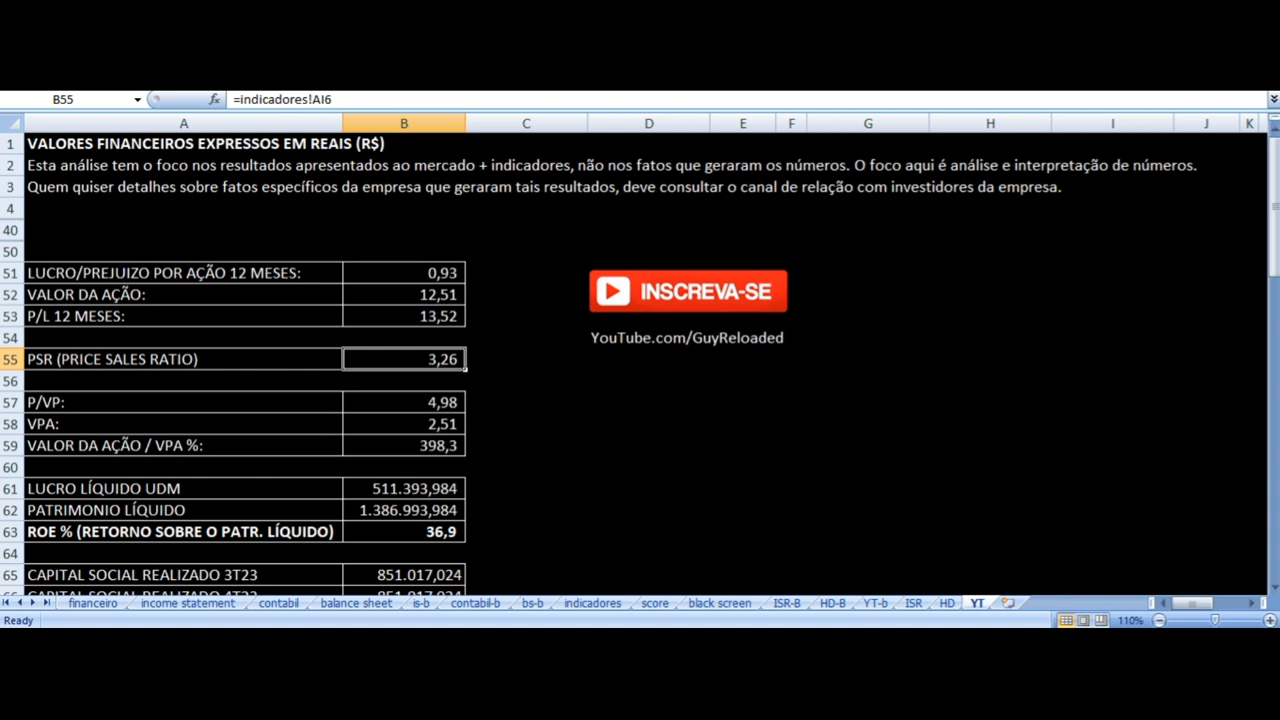 B55 fx =indicadores!AI6
A B C D E F G H I J K
1 VALORES FINANCEIROS EXPRESSOS EM REAIS (R$)
2 Esta análise tem o foco nos resultados apresentados ao mercado + indicadores, não nos fatos que geraram os números. O foco aqui é análise e interpretação de números.
3 Quem quiser detalhes sobre fatos específicos da empresa que geraram tais resultados, deve consultar o canal de relação com investidores da empresa.
4
40
50
51 LUCRO/PREJUIZO POR AÇÃO 12 MESES: 0,93
INSCREVA-SE
52 VALOR DA AÇÃO: 12,51
53 P/L 12 MESES: 13,52
54 YouTube.com/GuyReloaded
55 PSR (PRICE SALES RATIO) 3,26
56
57 P/VP: 4,98
58 VPA: 2,51
59 VALOR DA AÇÃO / VPA %: 398,3
60
61 LUCRO LÍQUIDO UDM 511.393,984
62 PATRIMONIO LÍQUIDO 1.386.993,984
63 ROE % (RETORNO SOBRE O PATR. LÍQUIDO) 36,9
64
65 CAPITAL SOCIAL REALIZADO 3T23 851.017,024
financeiro income statement contabil balance sheet is-b contabil-b bs-b indicadores score black screen ISR-B HD-B YT-b ISR HD YT
Ready 110%